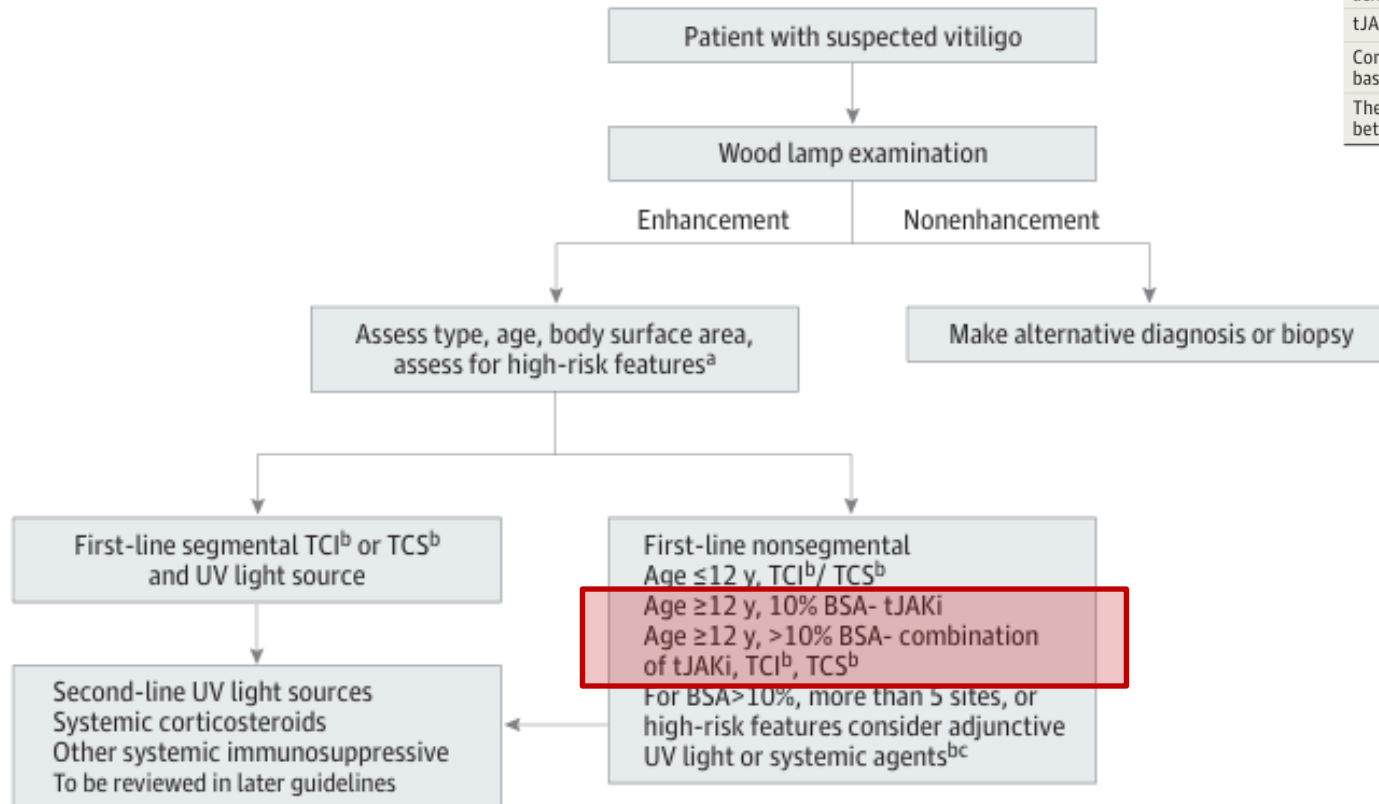 Patient with suspected vitiligo
tJA
Wood lamp examination
The
bet
Enhancement
Nonenhancement
Assess type, age, body surface area,
assess for high-risk featuresᵃ
Make alternative diagnosis or biopsy
First-line segmental TCIᵇ or TCSᵇ
and UV light source
First-line nonsegmental
Age ≤12 y, TCIᵇ/ TCSᵇ
Age ≥12 y, 10% BSA- tJAKi
Age ≥12 y, >10% BSA- combination
of tJAKi, TCIᵇ, TCSᵇ
For BSA>10%, more than 5 sites, or
high-risk features consider adjunctive
UV light or systemic agentsᵇᶜ
Second-line UV light sources
Systemic corticosteroids
Other systemic immunosuppressive
To be reviewed in later guidelines